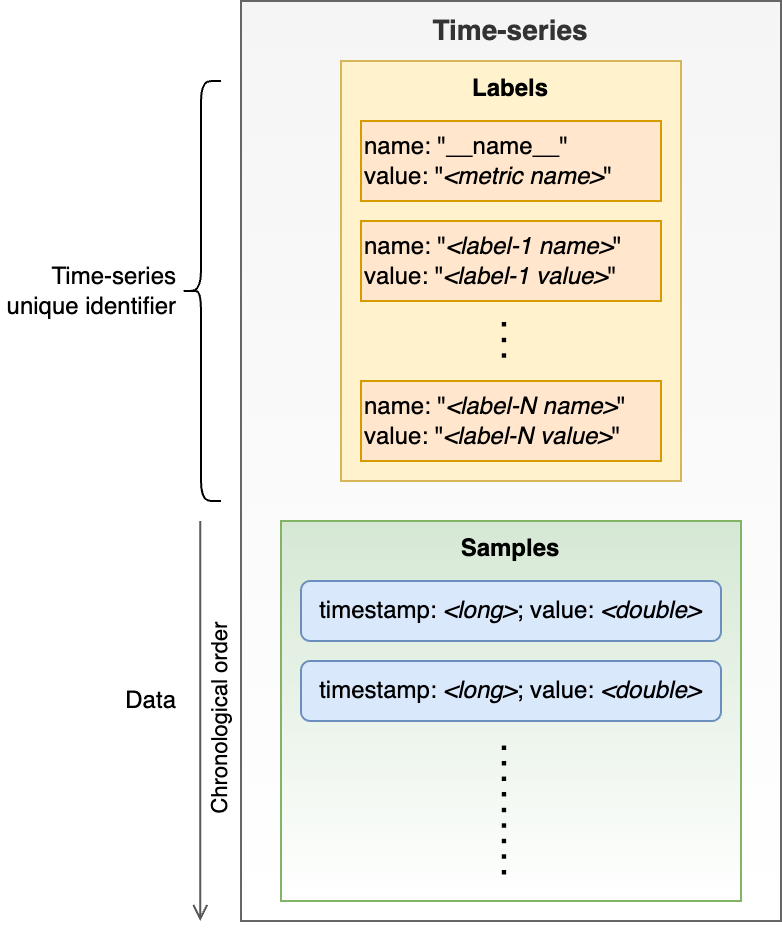 Time-series
Labels
name: "__name__"
value: "<metric name>"
name: "<label-1 name>"
value: "<label-1 value>"
name: "<label-N name>"
value: "<label-N value>"
Time-series
unique identifier
Samples
timestamp: <long>; value: <double>
timestamp: <long>; value: <double>
Data
Chronological order